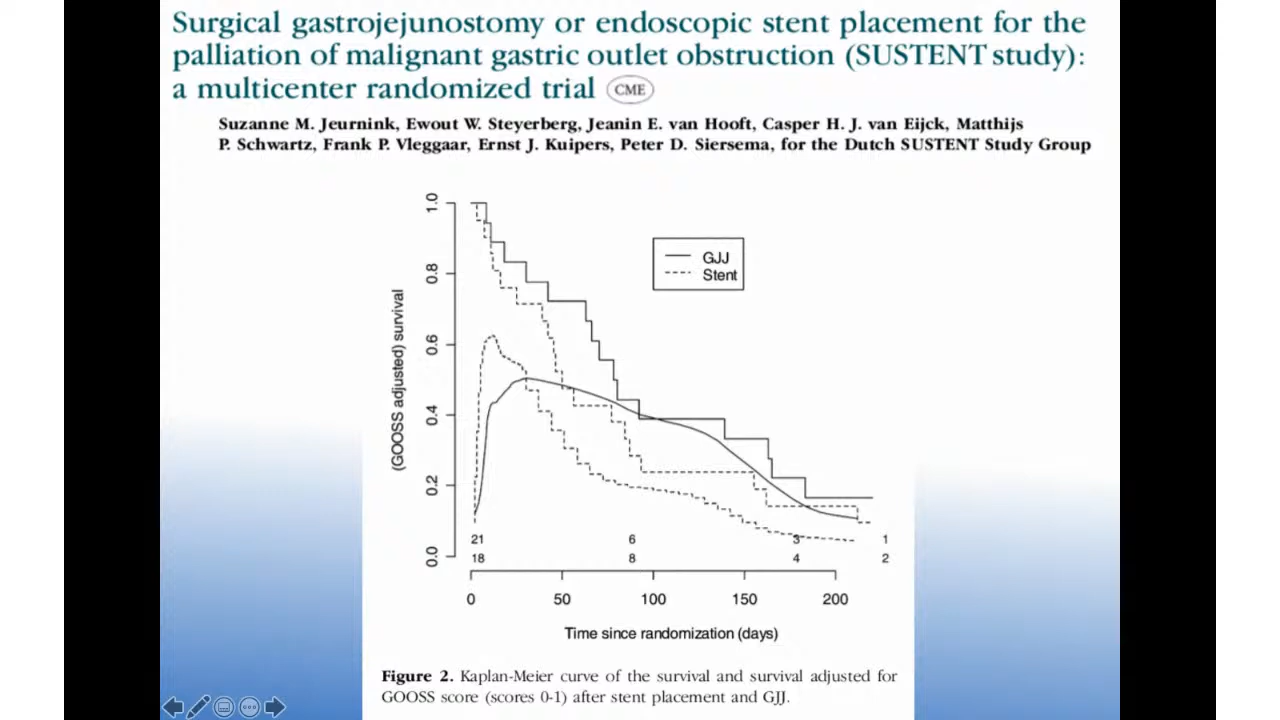 Surgical gastrojejunostomy or endoscopic stent placement for the
palliation of malignant gastric outlet obstruction (SUSTENT study):
a multicenter randomized trial CME
Suzanne M. Jeurnink, Ewout W. Steyerberg, Jeanin E. van Hooft, Casper H. J. van Eijck, Matthijs
P. Schwartz, Frank P. Vleggaar, Ernst J. Kuipers, Peter D. Siersema, for the Dutch SUSTENT Study Group
GJJ
Stent
(GOOSS adjusted) survival
1.0
0.8
0.6
0.4
0.2
0.0
21 6 3 1
18 8 4 2
0 50 100 150 200
Time since randomization (days)
Figure 2. Kaplan-Meier curve of the survival and survival adjusted for
GOOSS score (scores 0-1) after stent placement and GJJ.